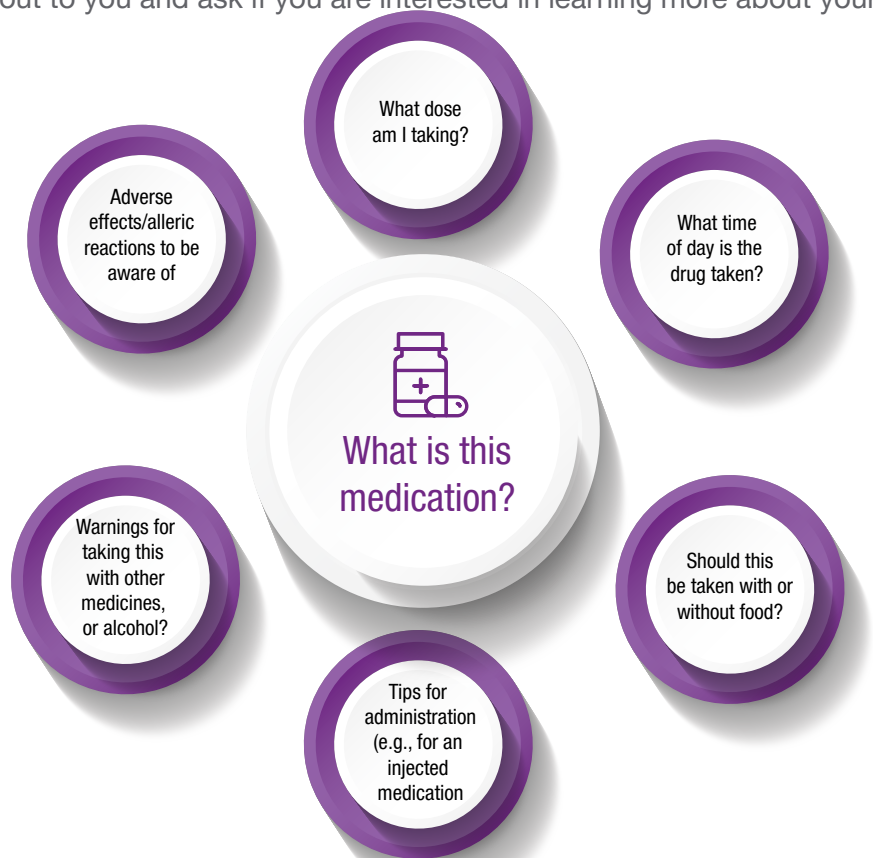 out to you and ask if you are interested in learning more about your
What dose
am I taking?
Adverse
effects/alleric
reactions to be
aware of
What time
of day is the
drug taken?
What is this
medication?
Warnings for
taking this
with other
medicines,
or alcohol?
Should this
be taken with or
without food?
Tips for
administration
(e.g., for an
injected
medication